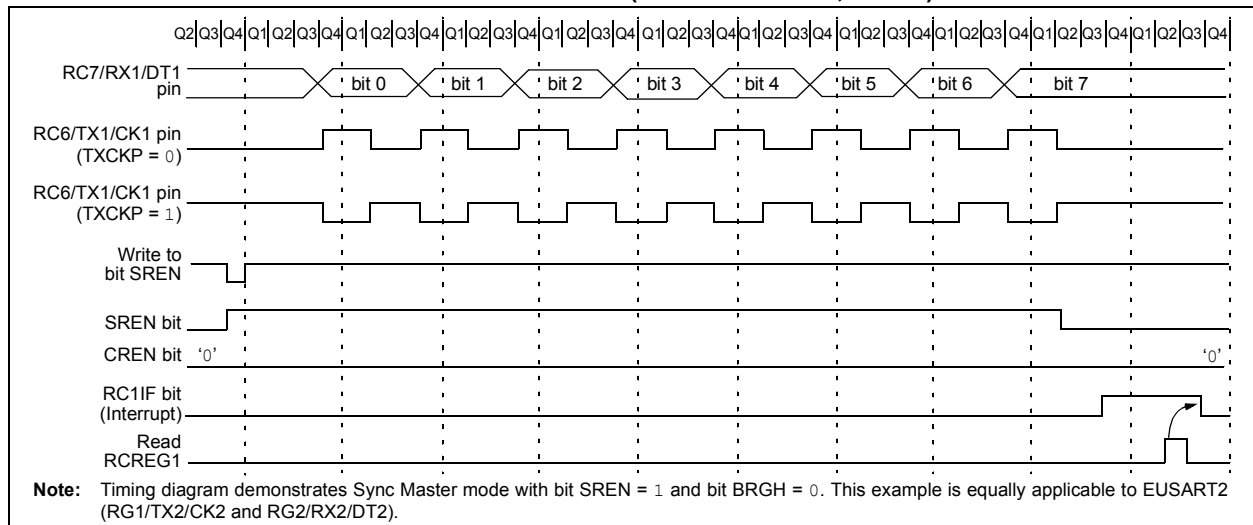 Q2 Q3 Q4 Q1 Q2 Q3 Q4 Q1 Q2 Q3 Q4 Q1 Q2 Q3 Q4 Q1 Q2 Q3 Q4 Q1 Q2 Q3 Q4 Q1 Q2 Q3 Q4 Q1 Q2 Q3 Q4 Q1 Q2 Q3 Q4 Q1 Q2 Q3 Q4 Q1 Q2 Q3 Q4
RC7/RX1/DT1
pin
bit 0 bit 1 bit 2 bit 3 bit 4 bit 5 bit 6 bit 7
RC6/TX1/CK1 pin
(TXCKP = 0)
RC6/TX1/CK1 pin
(TXCKP = 1)
Write to
bit SREN
SREN bit
CREN bit ‘0’ ‘0’
RC1IF bit
(Interrupt)
Read
RCREG1
Note: Timing diagram demonstrates Sync Master mode with bit SREN = 1 and bit BRGH = 0. This example is equally applicable to EUSART2
(RG1/TX2/CK2 and RG2/RX2/DT2).